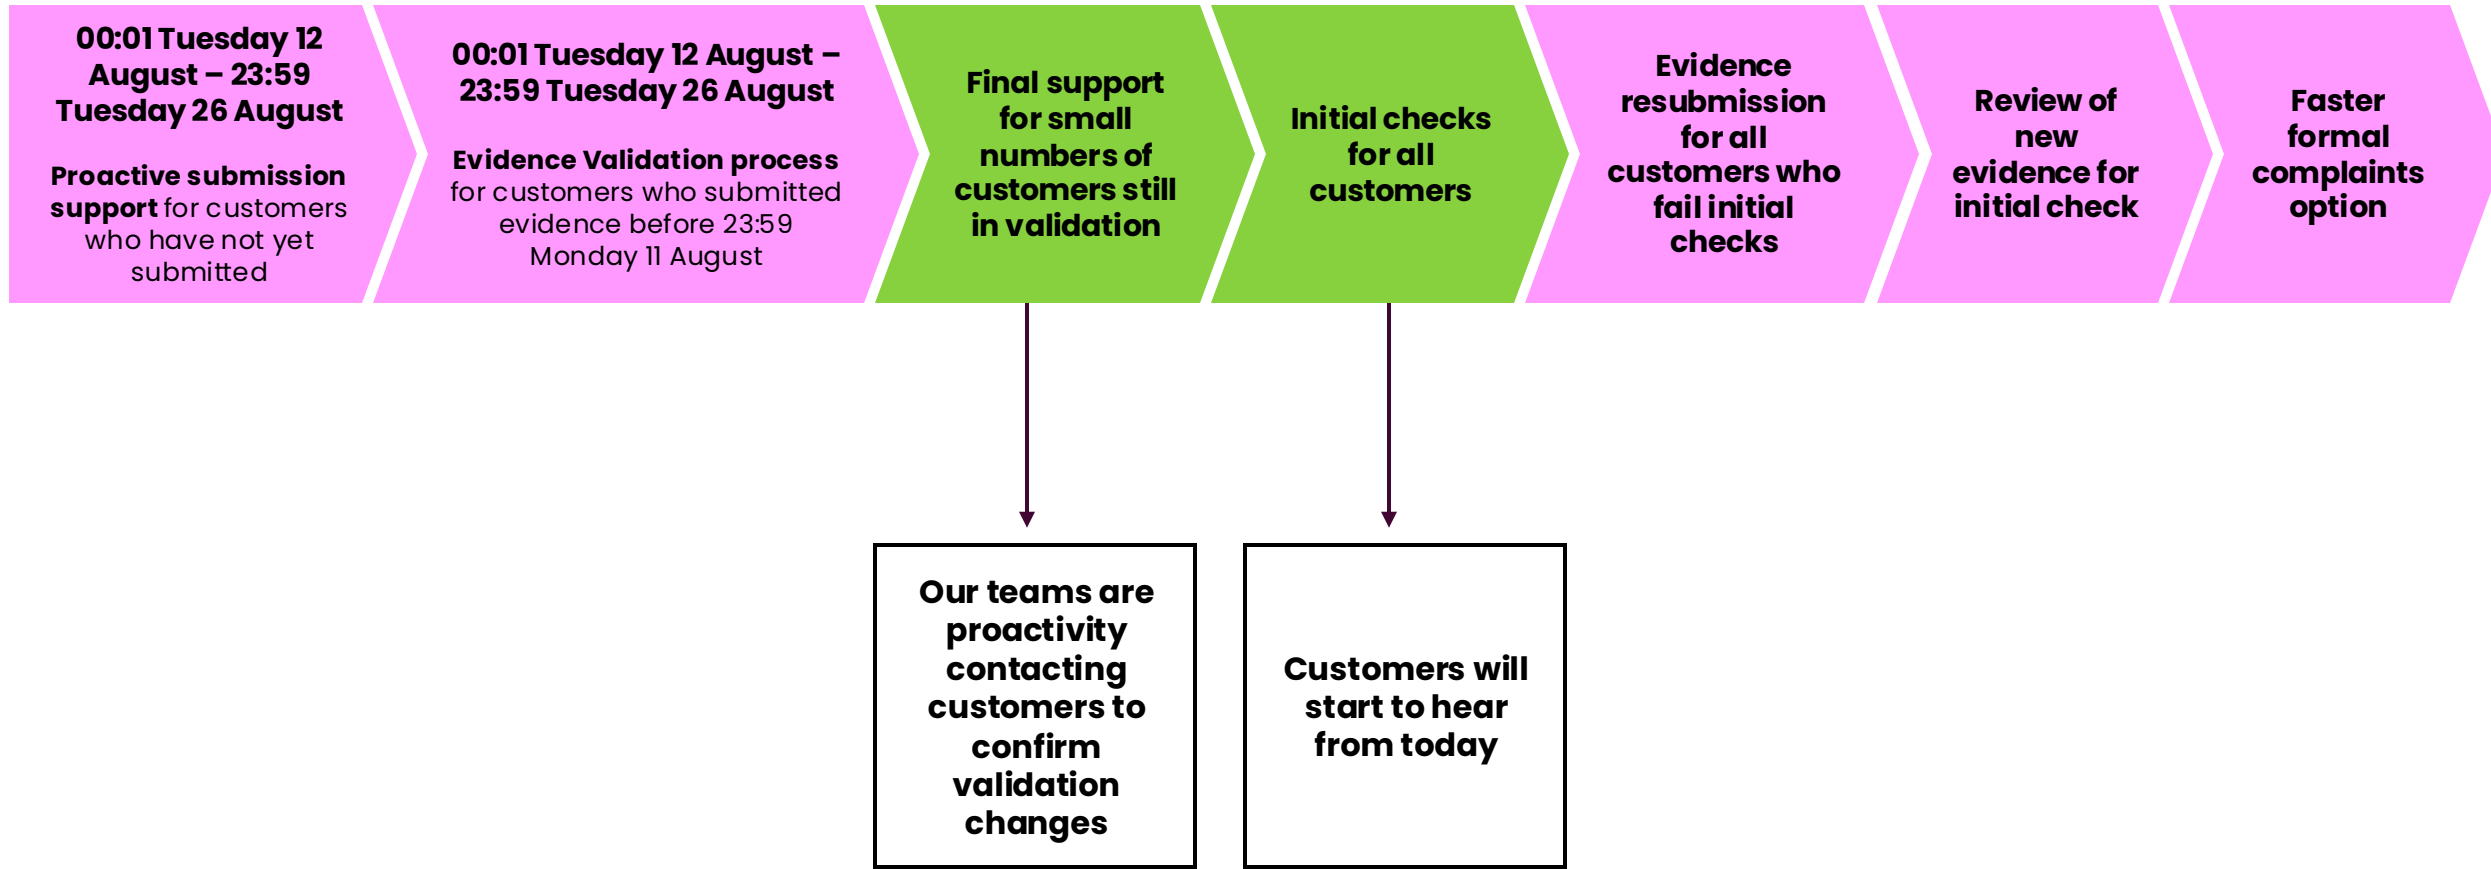 00:01 Tuesday 12
August – 23:59
Tuesday 26 August
Proactive submission
support for customers
who have not yet
submitted
00:01 Tuesday 12 August –
23:59 Tuesday 26 August
Evidence Validation process
for customers who submitted
evidence before 23:59
Monday 11 August
Final support
for small
numbers of
customers still
in validation
Initial checks
for all
customers
Evidence
resubmission
for all
customers who
fail initial
checks
Review of
new
evidence for
initial check
Faster
formal
complaints
option
Our teams are
proactivity
contacting
customers to
confirm
validation
changes
Customers will
start to hear
from today